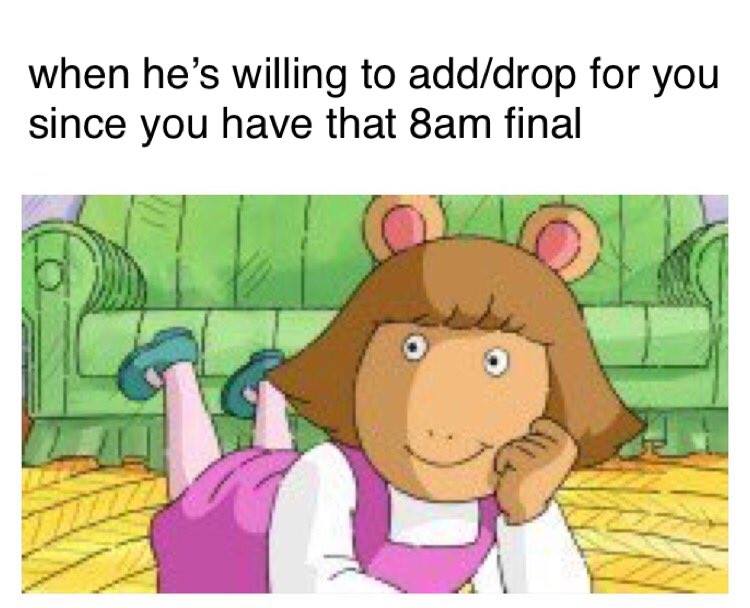 when he’s willing to add/drop for you
since you have that 8am final